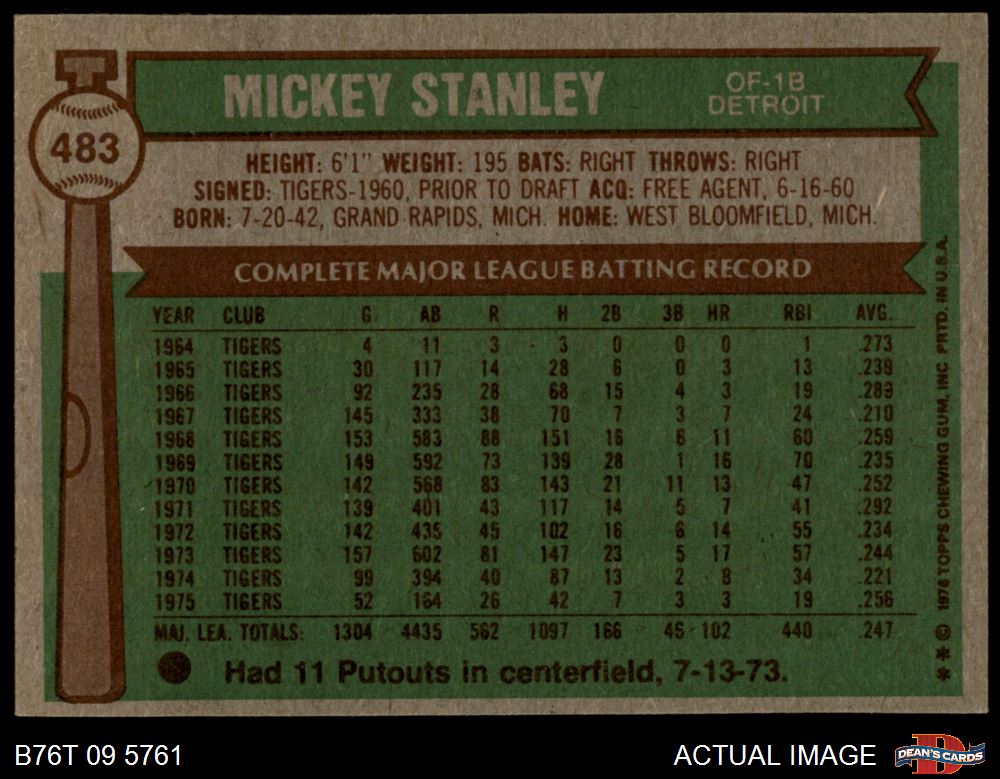 MICKEY STANLEY
OF-1B
DETROIT
483
HEIGHT: 6'1" WEIGHT: 195 BATS: RIGHT THROWS: RIGHT
SIGNED: TIGERS-1960, PRIOR TO DRAFT ACQ: FREE AGENT, 6-16-60
BORN: 7-20-42, GRAND RAPIDS, MICH. HOME: WEST BLOOMFIELD, MICH.
COMPLETE MAJOR LEAGUE BATTING RECORD
YEAR CLUB G AB R H 2B 3B HR RBI AVG.
1964 TIGERS 4 11 3 3 0 0 0 1 .273
1965 TIGERS 30 117 14 28 6 0 3 13 .239
1966 TIGERS 92 235 28 68 15 4 3 19 .289
1967 TIGERS 145 333 38 70 7 3 7 24 .210
1968 TIGERS 153 583 88 151 16 6 11 60 .259
1969 TIGERS 149 592 73 139 28 1 16 70 .235
1970 TIGERS 142 568 83 143 21 11 13 47 .252
1971 TIGERS 139 401 43 117 14 5 7 41 .292
1972 TIGERS 142 435 45 102 16 6 14 55 .234
1973 TIGERS 157 602 81 147 23 5 17 57 .244
1974 TIGERS 99 394 40 87 13 2 8 34 .221
1975 TIGERS 52 164 26 42 7 3 3 19 .256
MAJ. LEA. TOTALS: 1304 4435 562 1097 166 46 102 440 .247
Had 11 Putouts in centerfield, 7-13-73.
** © 1976 TOPPS CHEWING GUM, INC PRTD. IN U.S.A.
B76T 09 5761
ACTUAL IMAGE
DEAN'S CARDS